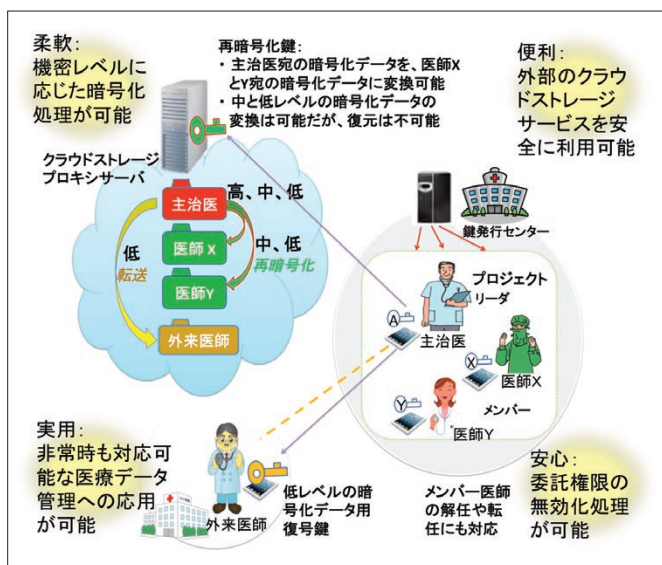 柔軟:
機密レベルに
応じた暗号化
処理が可能
再暗号化鍵:
・主治医宛の暗号化データを、医師X
とY宛の暗号化データに変換可能
・中と低レベルの暗号化データの
変換は可能だが、復元は不可能
便利:
外部のクラウ
ドストレージ
サービスを安
全に利用可能
クラウドストレージ
プロキシサーバ
主治医
高、中、低
医師X
中、低
再暗号化
医師Y
低
転送
外来医師
鍵発行センター
プロジェクト
リーダ
A
主治医
X
医師X
Y
メンバー
医師Y
実用:
非常時も対応可
能な医療データ
管理への応用
が可能
外来医師
低レベルの暗
号化データ用
復号鍵
メンバー医師
の解任や転
任にも対応
安心:
委託権限の
無効化処理
が可能